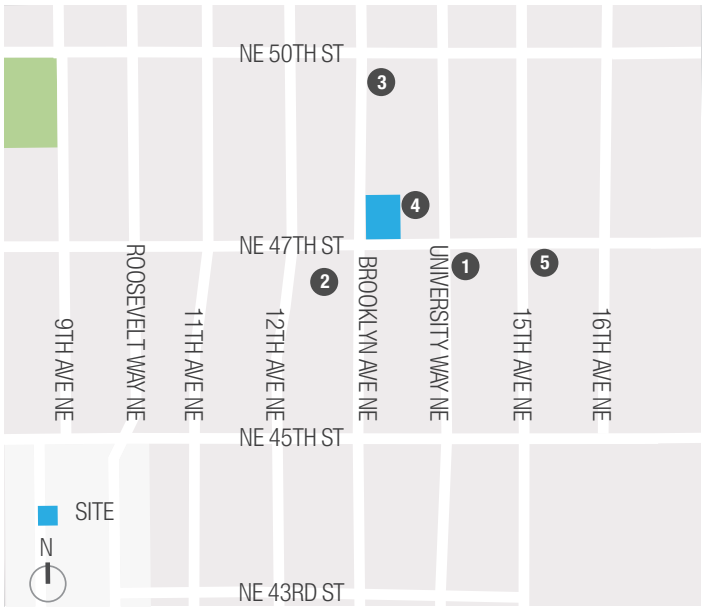 NE 50TH ST
3
4
NE 47TH ST
1
5
2
ROOSEVELT WAY NE
BROOKLYN AVE NE
UNIVERSITY WAY NE
9TH AVE NE
11TH AVE NE
12TH AVE NE
15TH AVE NE
16TH AVE NE
NE 45TH ST
SITE
N
NE 43RD ST